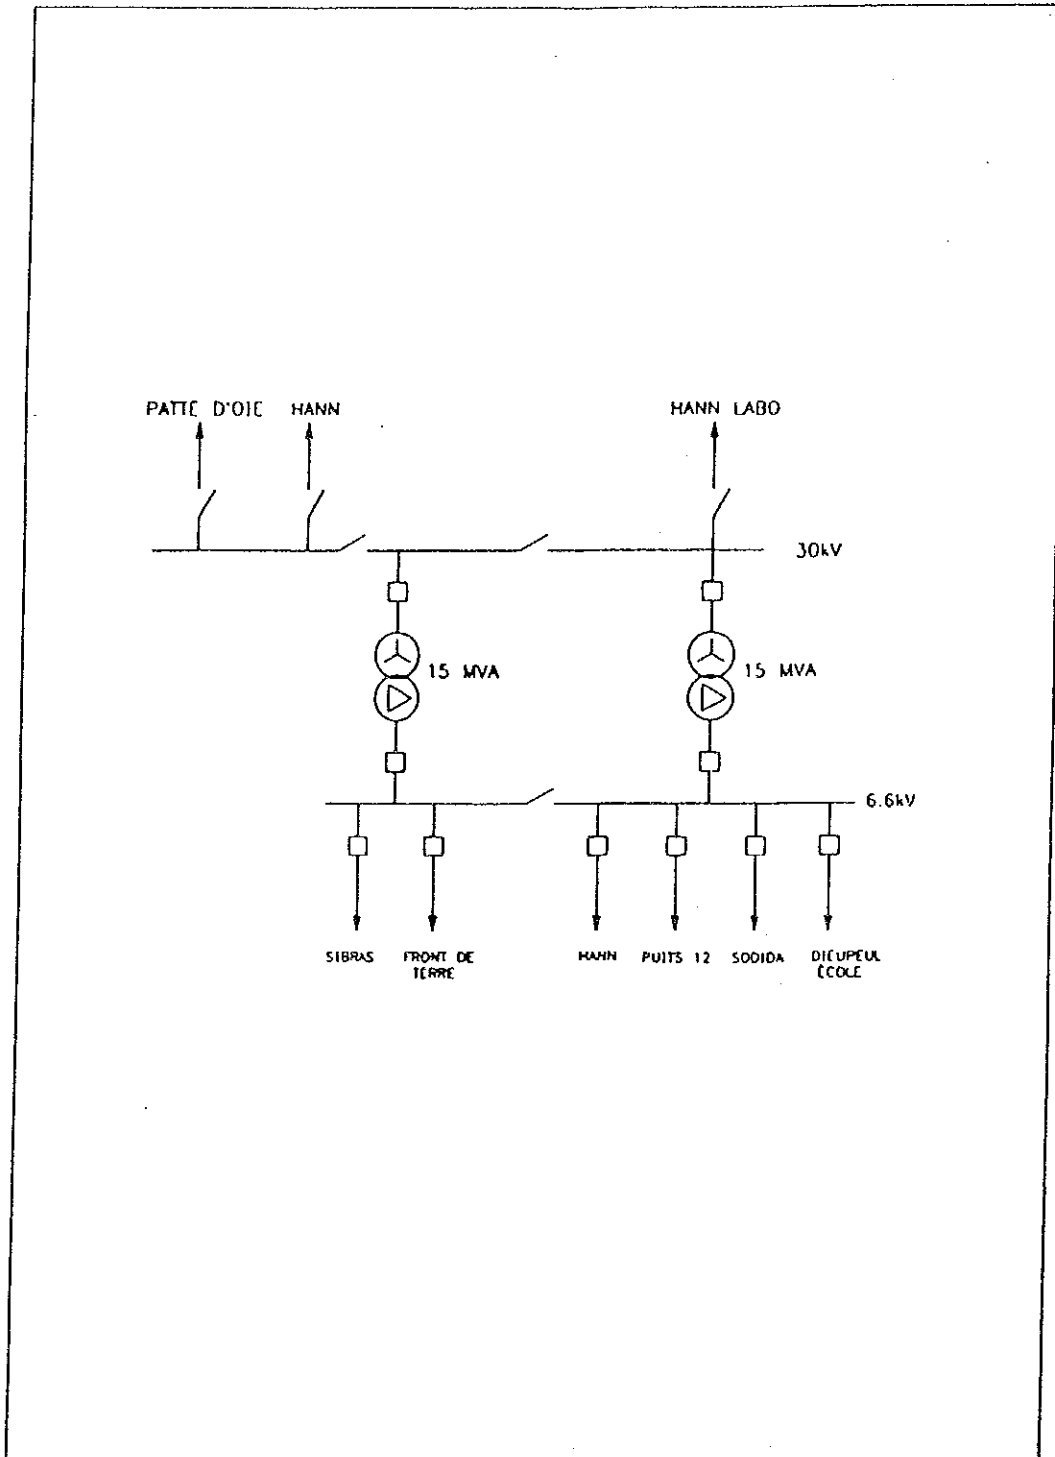 PATTE D'OIE HANN HANN LABO
30kV
15 MVA 15 MVA
6.6kV
SIBRAS FRONT DE TERRE HANN PUITS 12 SODIDA DIEUPEUL ÉCOLE